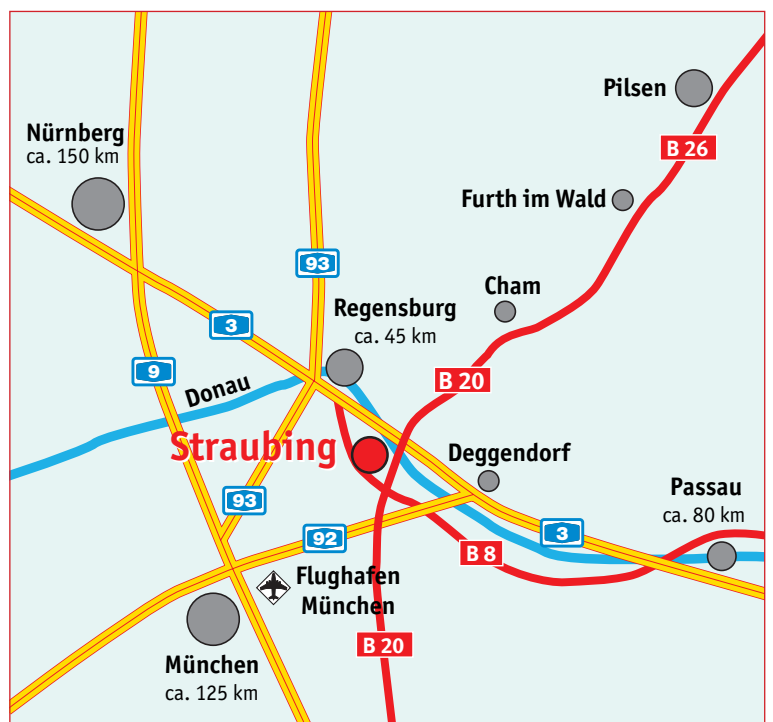 Pilsen
Nürnberg
ca. 150 km
B 26
Furth im Wald
93
Cham
Regensburg
ca. 45 km
3
9
B 20
Donau
Straubing
Deggendorf
93
Passau
ca. 80 km
92
3
B 8
Flughafen
München
B 20
München
ca. 125 km